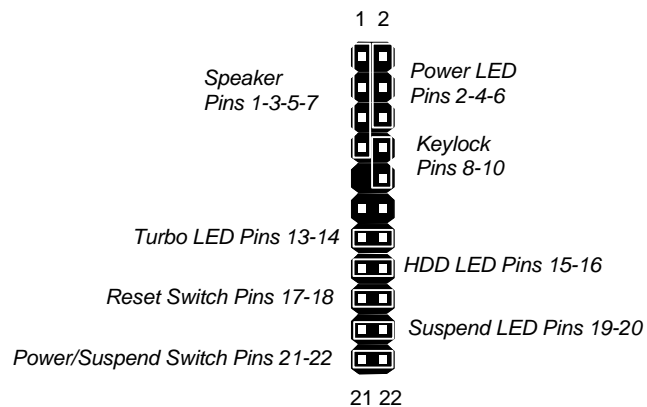 1 2
Speaker
Pins 1-3-5-7
Power LED
Pins 2-4-6
Keylock
Pins 8-10
Turbo LED Pins 13-14
HDD LED Pins 15-16
Reset Switch Pins 17-18
Suspend LED Pins 19-20
Power/Suspend Switch Pins 21-22
21 22